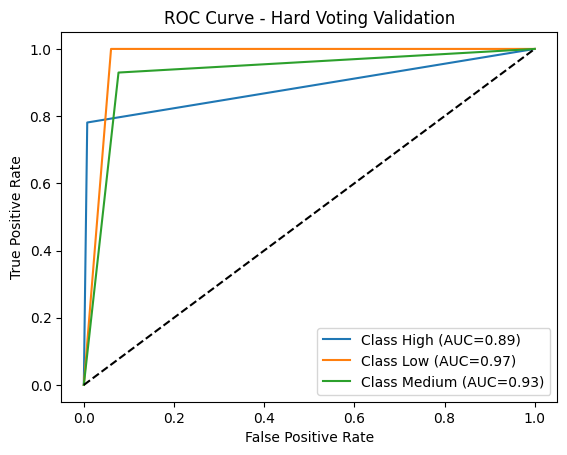 ROC Curve - Hard Voting Validation
True Positive Rate
1.0
0.8
0.6
0.4
0.2
0.0
Class High (AUC=0.89)
Class Low (AUC=0.97)
Class Medium (AUC=0.93)
0.0 0.2 0.4 0.6 0.8 1.0
False Positive Rate